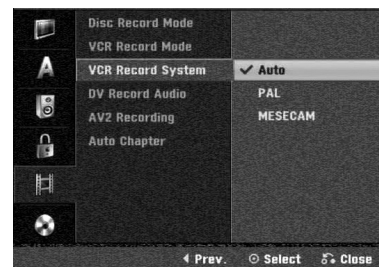 Disc Record Mode
VCR Record Mode
VCR Record System
DV Record Audio
AV2 Recording
Auto Chapter
✓ Auto
PAL
MESECAM
A
Prev.
Select
Close